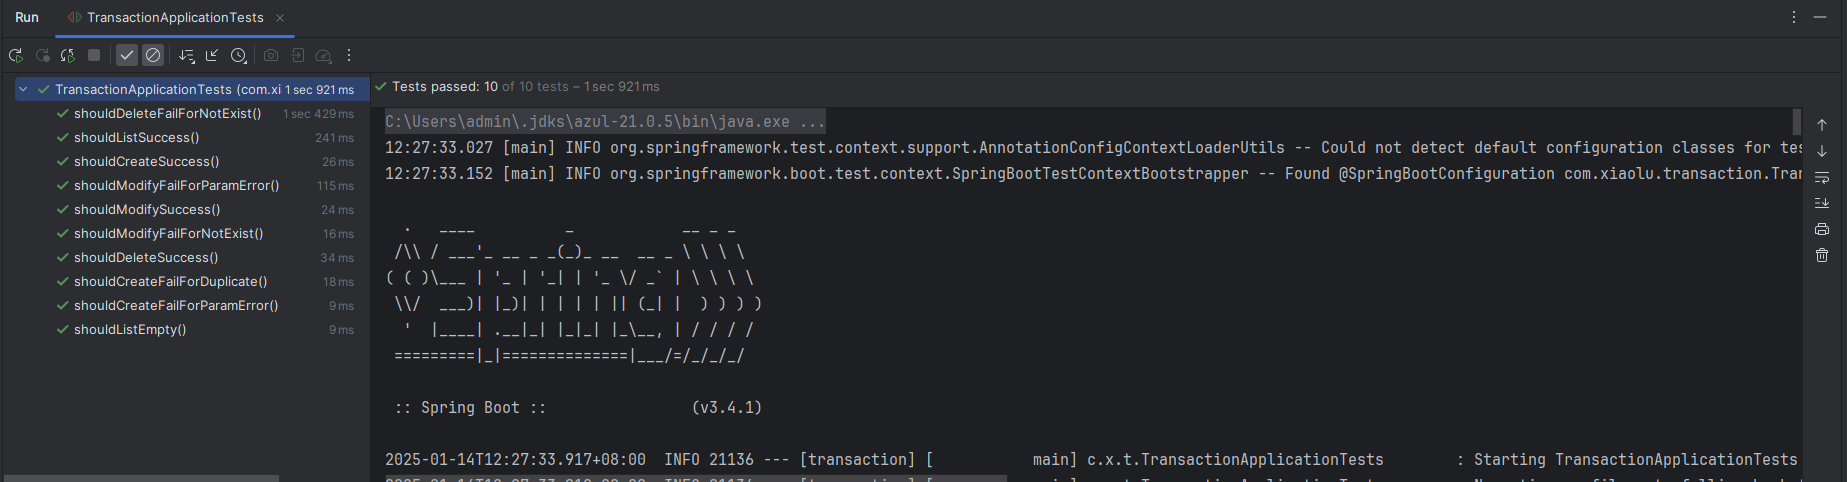 Run TransactionApplicationTests
TransactionApplicationTests (com.xi 1 sec 921 ms
shouldDeleteFailForNotExist() 1 sec 429 ms
shouldListSuccess() 241 ms
shouldCreateSuccess() 26 ms
shouldModifyFailForParamError() 115 ms
shouldModifySuccess() 24 ms
shouldModifyFailForNotExist() 16 ms
shouldDeleteSuccess() 34 ms
shouldCreateFailForDuplicate() 18 ms
shouldCreateFailForParamError() 9 ms
shouldListEmpty() 9 ms
Tests passed: 10 of 10 tests – 1 sec 921 ms
C:\Users\admin\.jdks\azul-21.0.5\bin\java.exe ...
12:27:33.027 [main] INFO org.springframework.test.context.support.AnnotationConfigContextLoaderUtils -- Could not detect default configuration classes for tes
12:27:33.152 [main] INFO org.springframework.boot.test.context.SpringBootTestContextBootstrapper -- Found @SpringBootConfiguration com.xiaolu.transaction.Tran
  .   ____          _            __ _ _
 /\\ / ___'_ __ _ _(_)_ __  __ _ \ \ \ \
( ( )\___ | '_ | '_| | '_ \/ _` | \ \ \ \
 \\/  ___)| |_)| | | | | || (_| |  ) ) ) )
  '  |____| .__|_| |_|_| |_\__, | / / / /
 =========|_|==============|___/=/_/_/_/
 :: Spring Boot ::                (v3.4.1)
2025-01-14T12:27:33.917+08:00  INFO 21136 --- [transaction] [           main] c.x.t.TransactionApplicationTests        : Starting TransactionApplicationTests